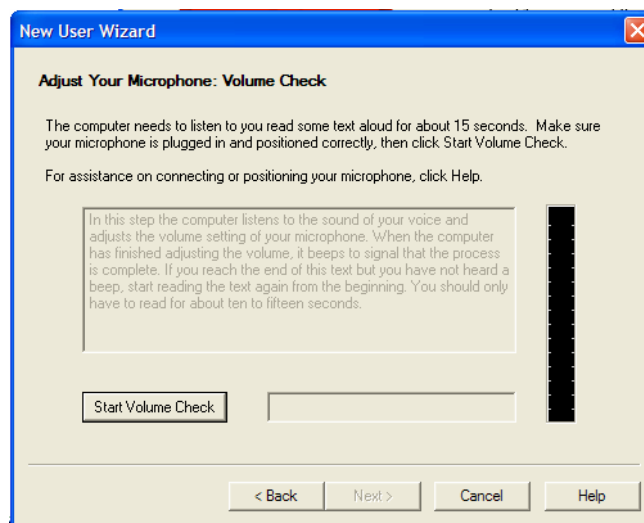 New User Wizard
Adjust Your Microphone: Volume Check
The computer needs to listen to you read some text aloud for about 15 seconds. Make sure
your microphone is plugged in and positioned correctly, then click Start Volume Check.
For assistance on connecting or positioning your microphone, click Help.
In this step the computer listens to the sound of your voice and
adjusts the volume setting of your microphone. When the computer
has finished adjusting the volume, it beeps to signal that the process
is complete. If you reach the end of this text but you have not heard a
beep, start reading the text again from the beginning. You should only
have to read for about ten to fifteen seconds.
Start Volume Check
< Back Next > Cancel Help